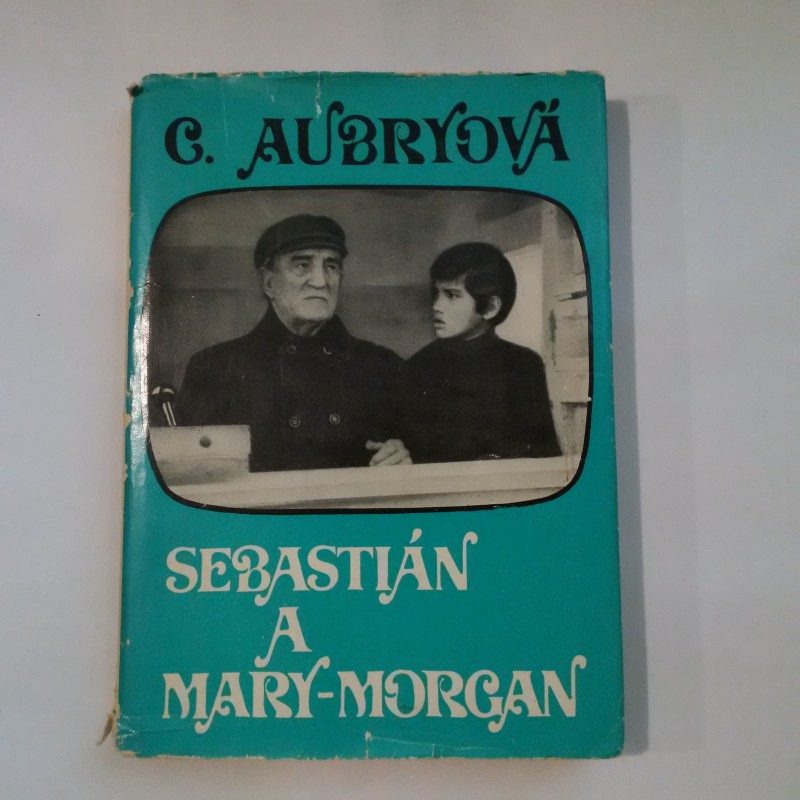 C. AUBRYOVÁ
SEBASTIÁN
A
MARY-MORGAN